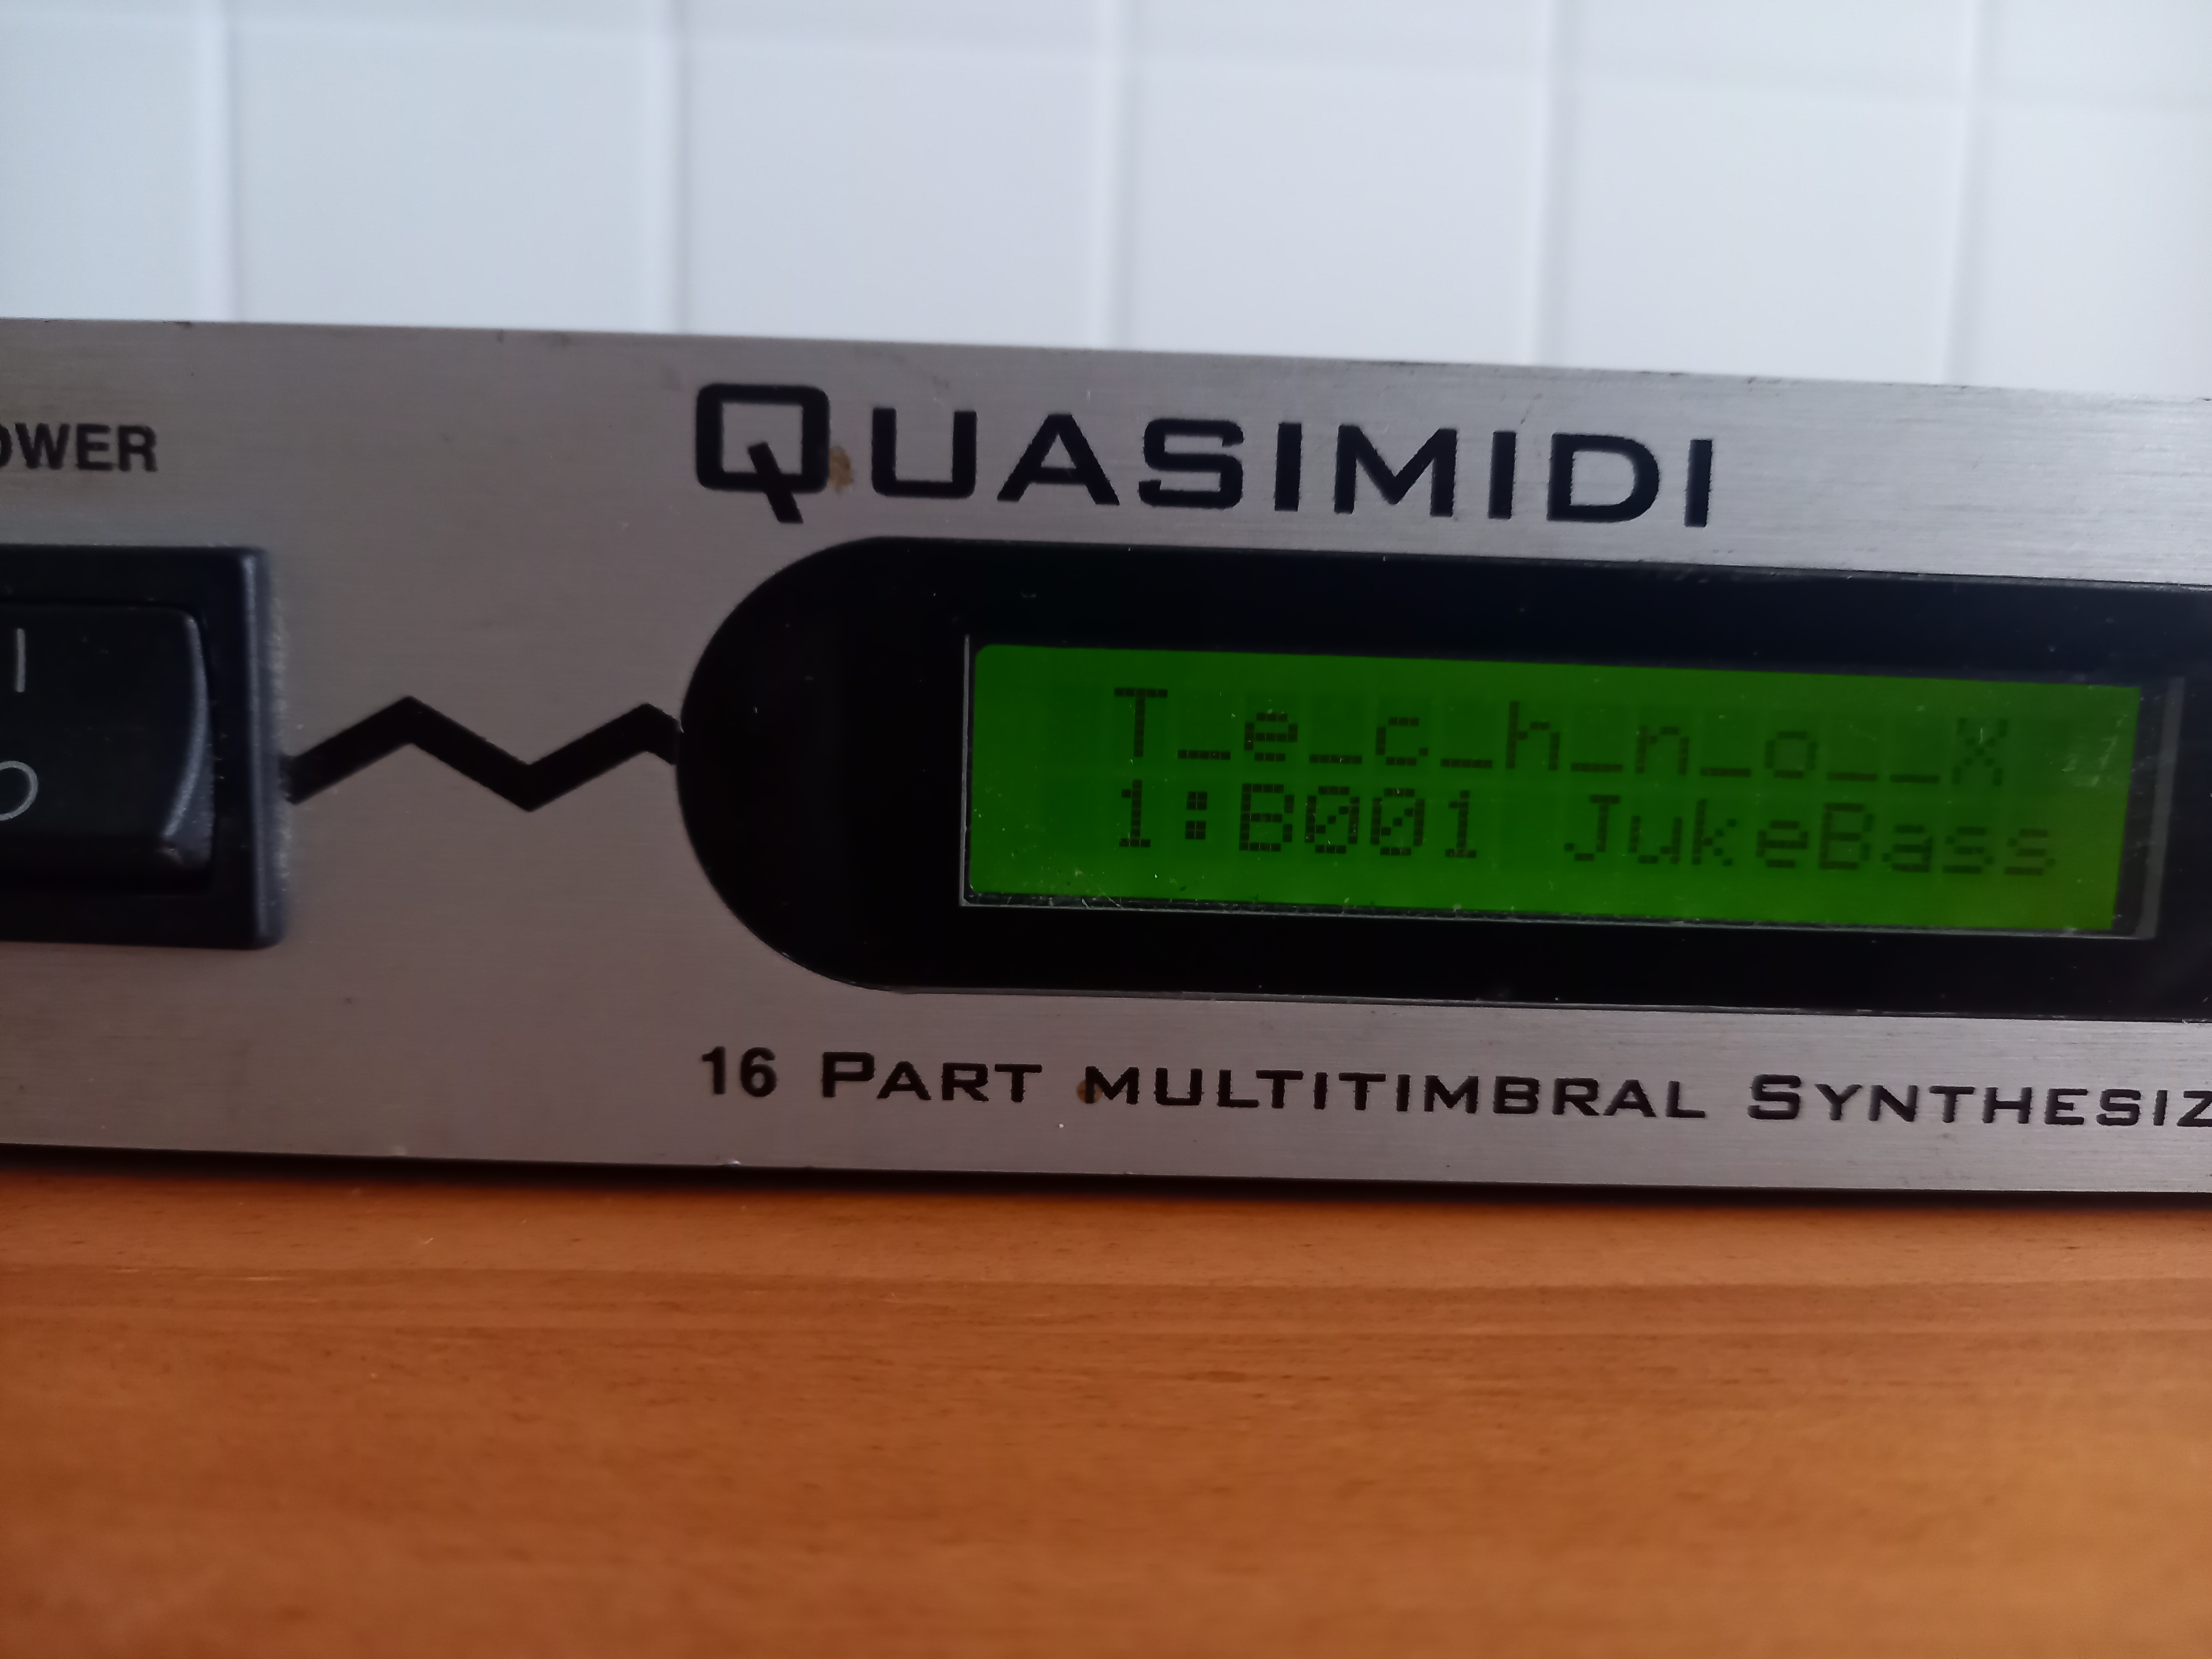 QUASIMIDI
OWER
I
O
T_e_c_h_n_o__X
1:B001 JukeBass
16 PART MULTITIMBRAL SYNTHESIZ